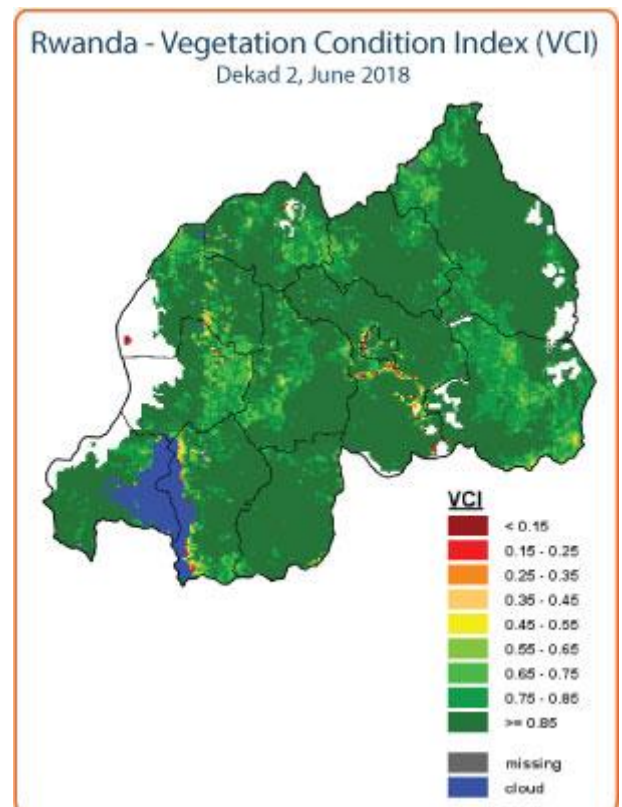 Rwanda - Vegetation Condition Index (VCI)
Dekad 2, June 2018
VCI
< 0.15
0.15 - 0.25
0.25 - 0.35
0.35 - 0.45
0.45 - 0.55
0.55 - 0.65
0.65 - 0.75
0.75 - 0.85
>= 0.85
missing
cloud